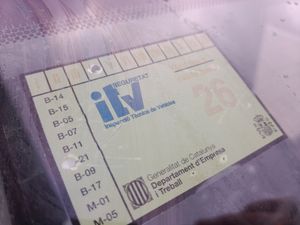 B-14
B-15
B-05
B-07
B-11
21
B-09
B-17
M-01
M-05
SEGURETAT
itv
Inspecció Tècnica de Vehicles
26
Generalitat de Catalunya
Departament d'Empresa
i Treball